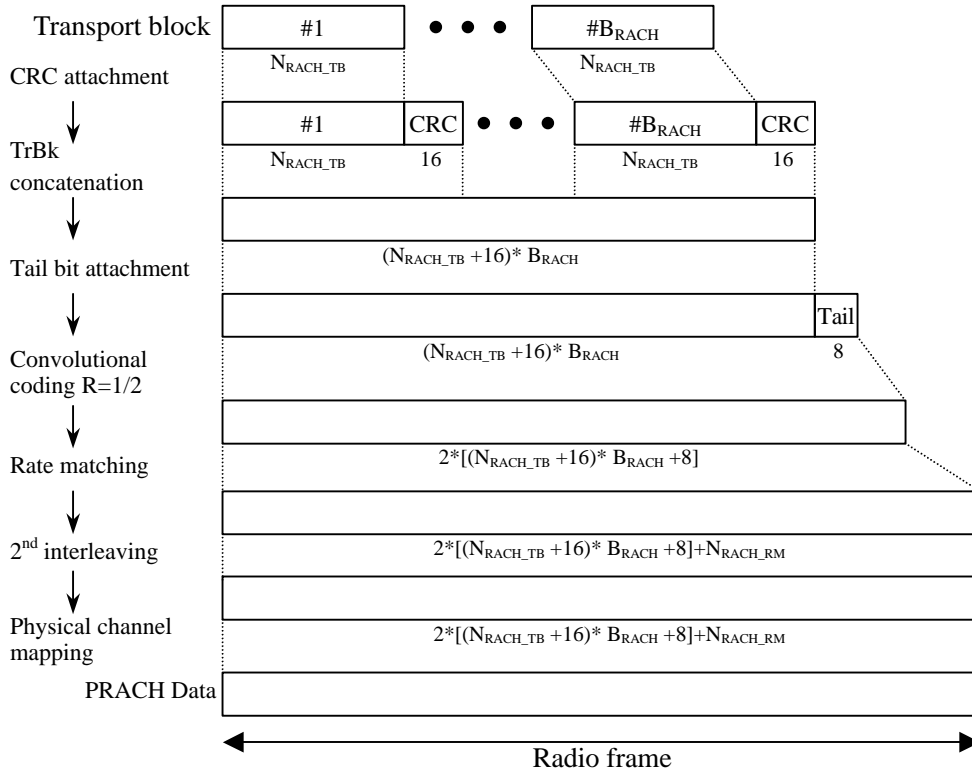 Transport block #1 • • • #B_RACH
N_RACH_TB N_RACH_TB
CRC attachment
#1 CRC • • • #B_RACH CRC
N_RACH_TB 16 N_RACH_TB 16
TrBk
concatenation
(N_RACH_TB +16)* B_RACH
Tail bit attachment
Tail
(N_RACH_TB +16)* B_RACH 8
Convolutional
coding R=1/2
2*[(N_RACH_TB +16)* B_RACH +8]
Rate matching
2*[(N_RACH_TB +16)* B_RACH +8]+N_RACH_RM
2nd interleaving
2*[(N_RACH_TB +16)* B_RACH +8]+N_RACH_RM
Physical channel
mapping
PRACH Data
Radio frame